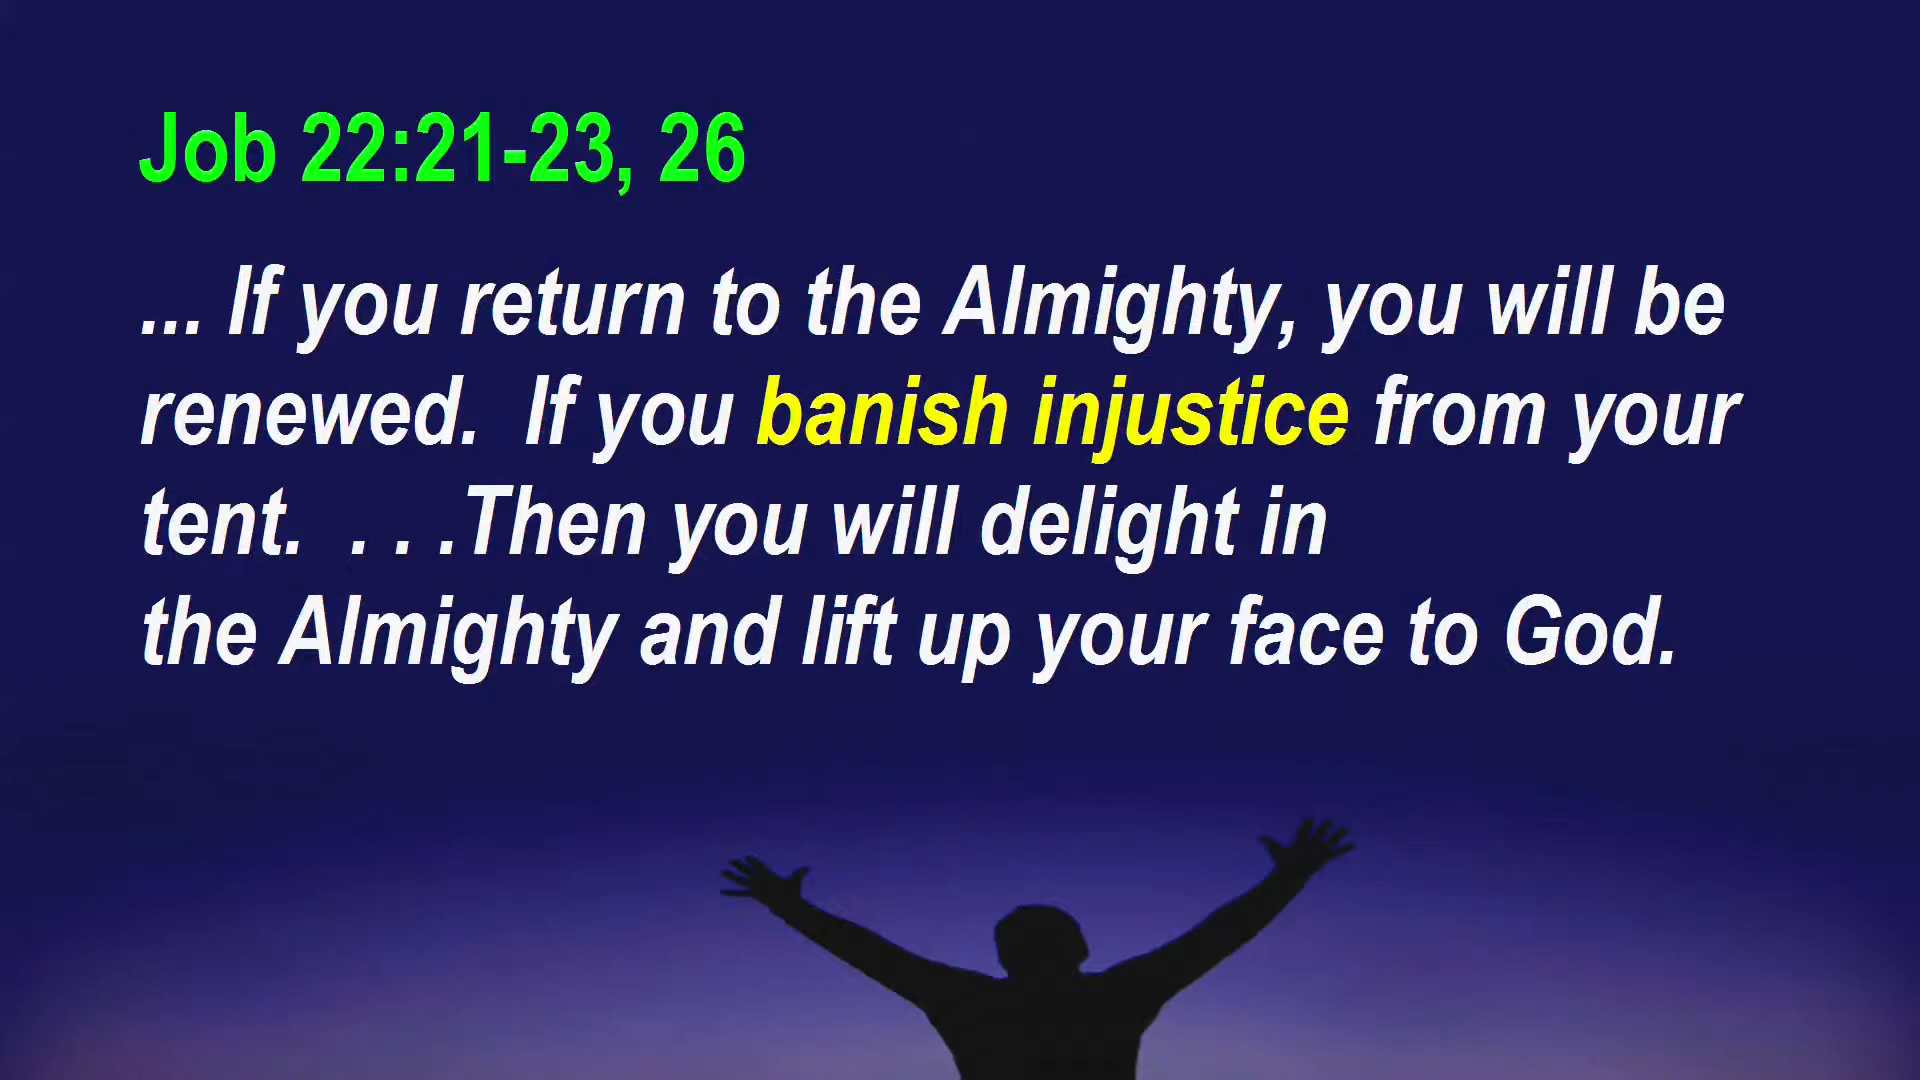 Job 22:21-23, 26
... If you return to the Almighty, you will be
renewed.  If you banish injustice from your
tent.  . . .Then you will delight in
the Almighty and lift up your face to God.